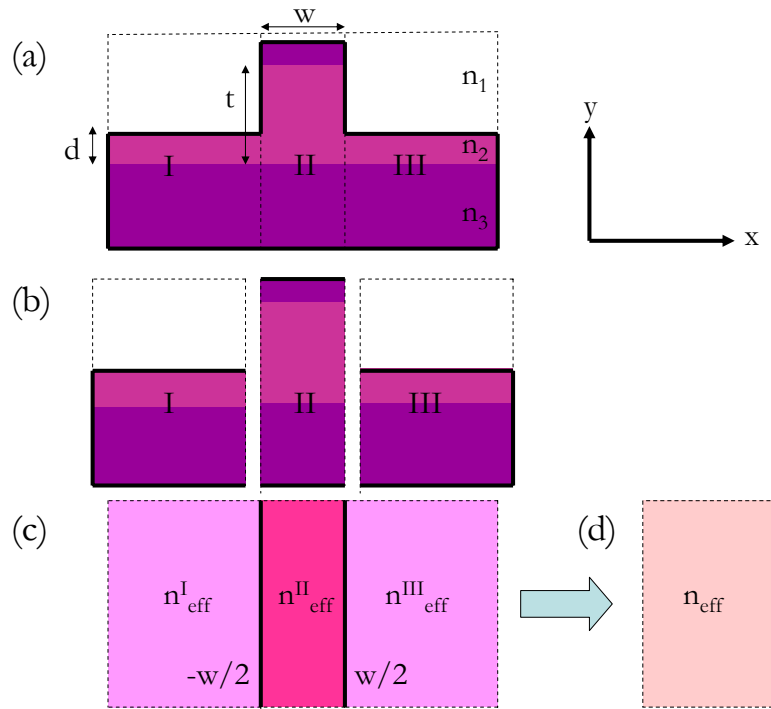 (a)
w
n₁
t
d
I
II
III
n₂
n₃
y
x
(b)
I
II
III
(c)
(d)
nᴵeff
nᴵᴵeff
nᴵᴵᴵeff
neff
-w/2
w/2